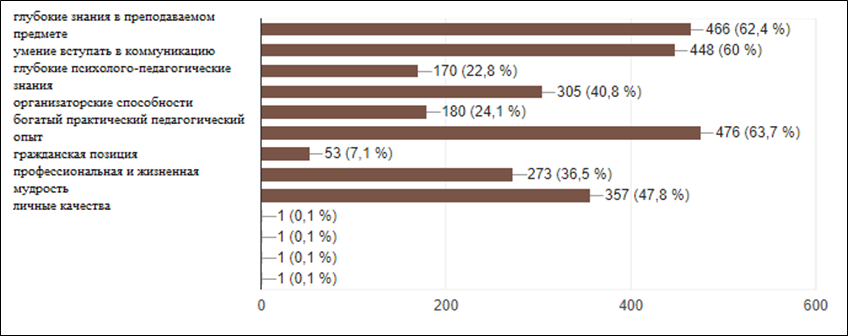 глубокие знания в преподаваемом
предмете
466 (62,4 %)
умение вступать в коммуникацию
448 (60 %)
глубокие психолого-педагогические
знания
170 (22,8 %)
305 (40,8 %)
организаторские способности
180 (24,1 %)
богатый практический педагогический
опыт
476 (63,7 %)
гражданская позиция
53 (7,1 %)
профессиональная и жизненная
мудрость
273 (36,5 %)
357 (47,8 %)
личные качества
1 (0,1 %)
1 (0,1 %)
1 (0,1 %)
1 (0,1 %)
0 200 400 600